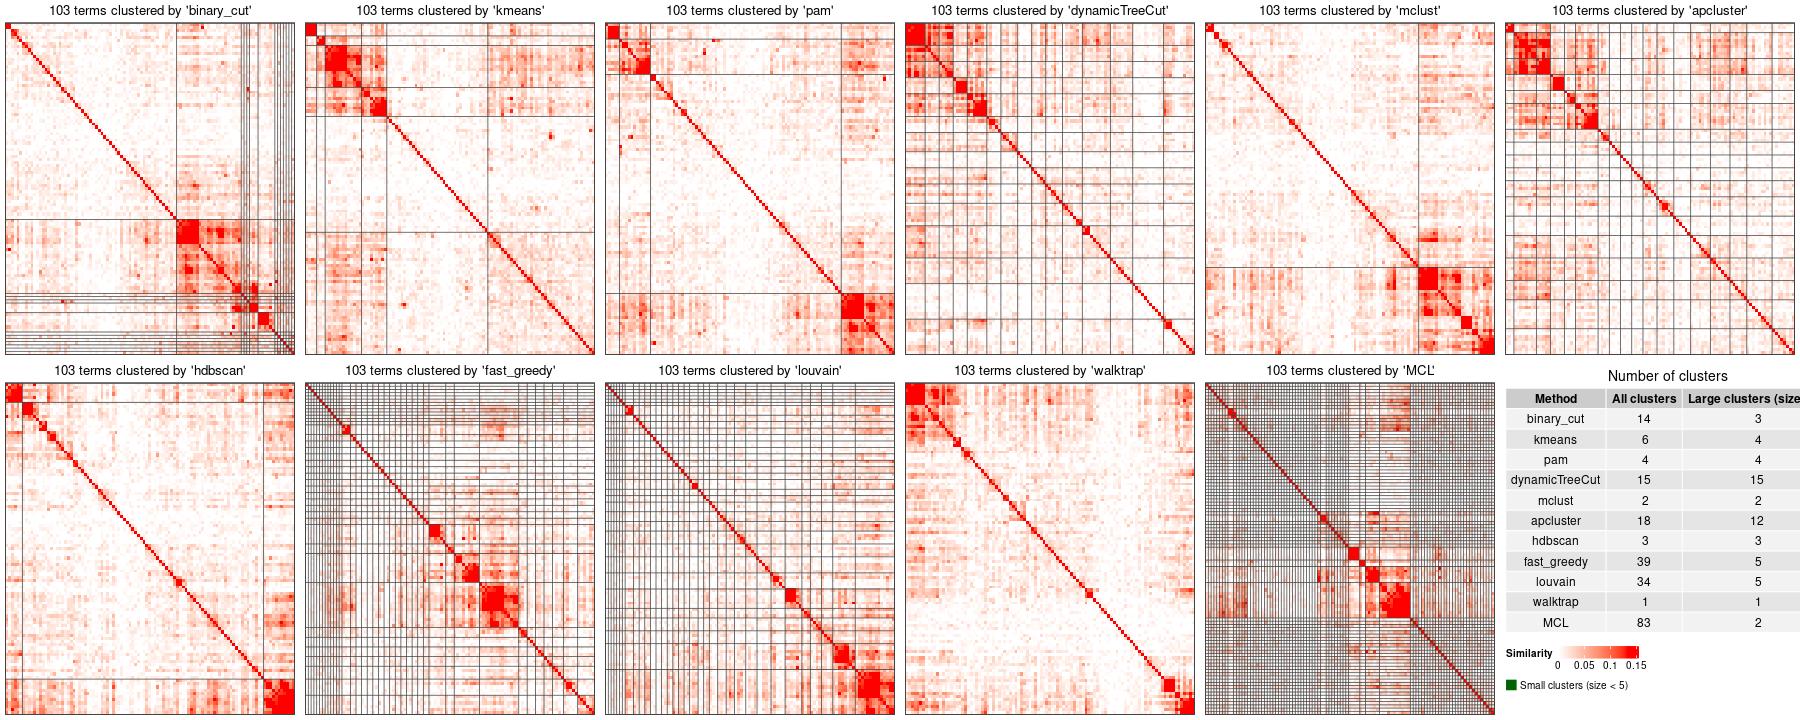 103 terms clustered by 'binary_cut'
103 terms clustered by 'kmeans'
103 terms clustered by 'pam'
103 terms clustered by 'dynamicTreeCut'
103 terms clustered by 'mclust'
103 terms clustered by 'apcluster'
103 terms clustered by 'hdbscan'
103 terms clustered by 'fast_greedy'
103 terms clustered by 'louvain'
103 terms clustered by 'walktrap'
103 terms clustered by 'MCL'
Number of clusters
Method All clusters Large clusters (size
binary_cut 14 3
kmeans 6 4
pam 4 4
dynamicTreeCut 15 15
mclust 2 2
apcluster 18 12
hdbscan 3 3
fast_greedy 39 5
louvain 34 5
walktrap 1 1
MCL 83 2
Similarity
0 0.05 0.1 0.15
Small clusters (size < 5)